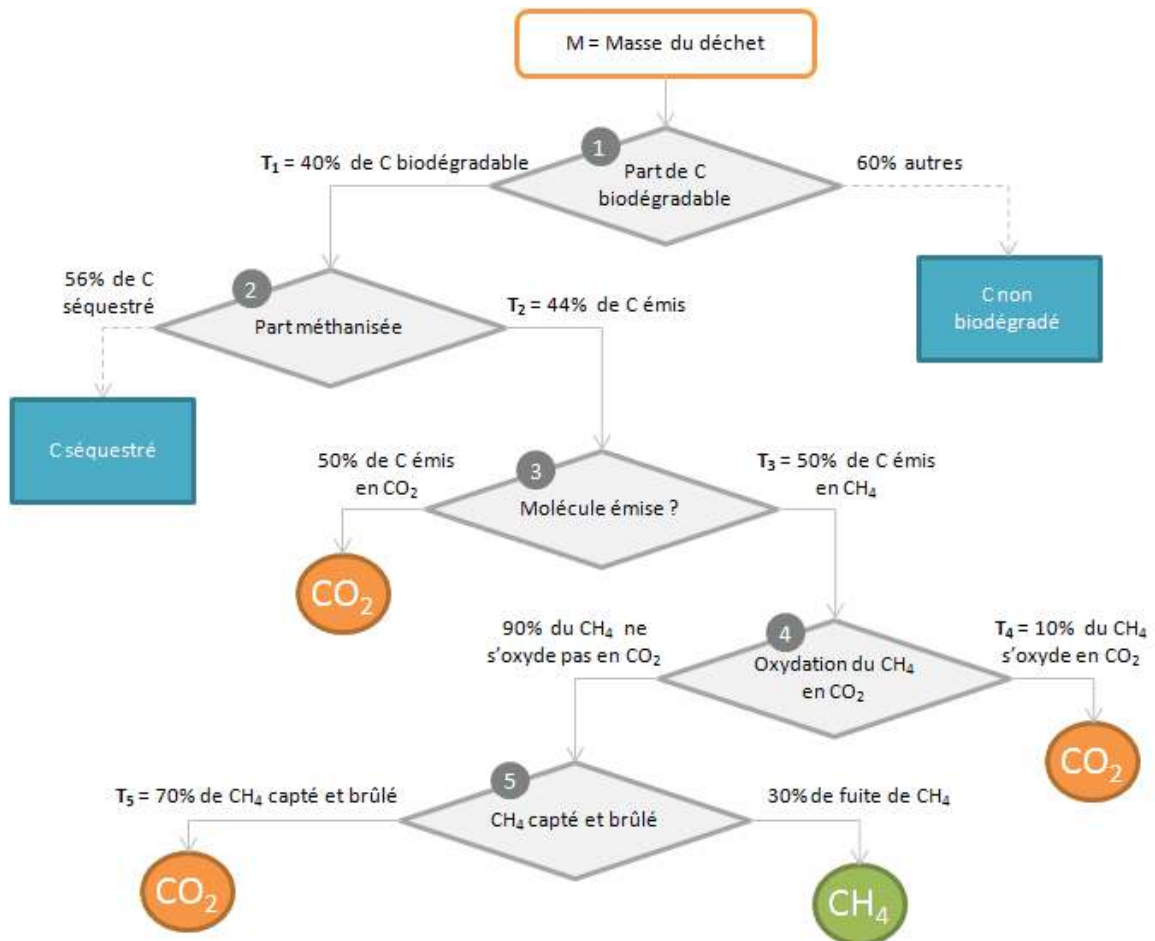 M = Masse du déchet
1
T₁ = 40% de C biodégradable
Part de C
biodégradable
60% autres
56% de C
séquestré
2
Part méthanisée
T₂ = 44% de C émis
C non
biodégradé
C séquestré
50% de C émis
en CO₂
3
Molécule émise ?
T₃ = 50% de C émis
en CH₄
CO₂
90% du CH₄ ne
s'oxyde pas en CO₂
4
Oxydation du CH₄
en CO₂
T₄ = 10% du CH₄
s'oxyde en CO₂
CO₂
T₅ = 70% de CH₄ capté et brûlé
5
CH₄ capté et brûlé
30% de fuite de CH₄
CO₂
CH₄